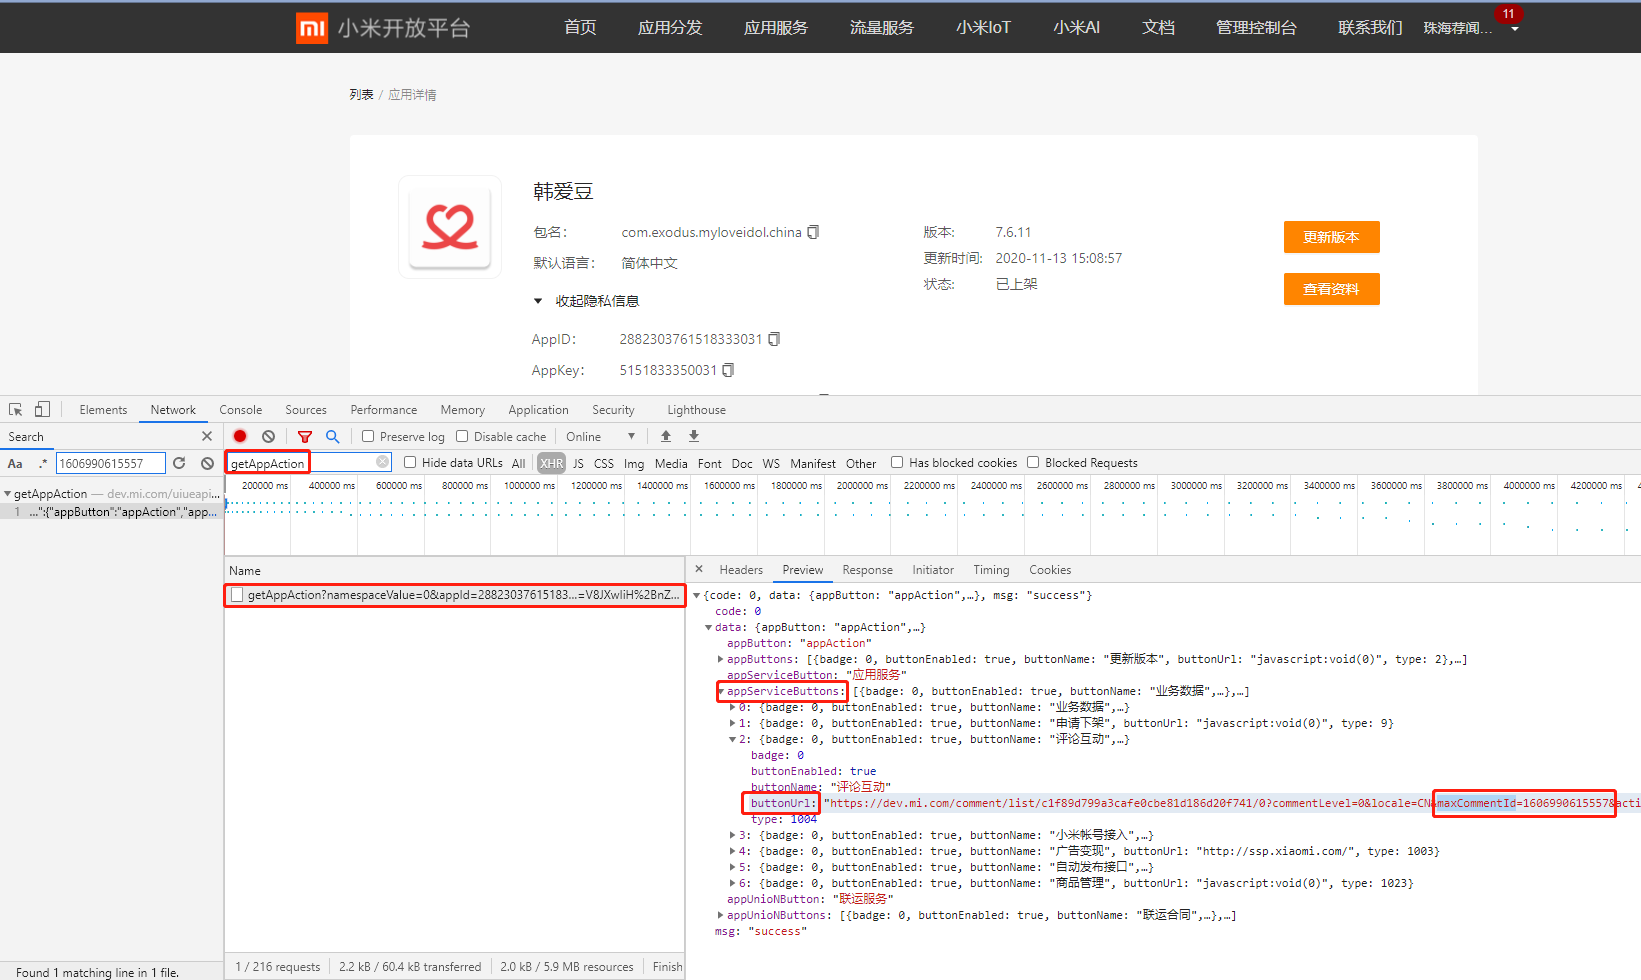 小米开放平台 首页 应用分发 应用服务 流量服务 小米IoT 小米AI 文档 管理控制台 联系我们 珠海荐闻... 11
列表 / 应用详情
韩爱豆
包名: com.exodus.myloveidol.china 版本: 7.6.11 更新版本
默认语言: 简体中文 更新时间: 2020-11-13 15:08:57
状态: 已上架 查看资料
收起隐私信息
AppID: 2882303761518333031
AppKey: 5151833350031
Elements Network Console Sources Performance Memory Application Security Lighthouse
Search Preserve log Disable cache Online
Aa .* 1606990615557 getAppAction Hide data URLs All XHR JS CSS Img Media Font Doc WS Manifest Other Has blocked cookies Blocked Requests
getAppAction — dev.mi.com/uiueapi...
1 ...":{"appButton":"appAction","app...
200000 ms 400000 ms 600000 ms 800000 ms 1000000 ms 1200000 ms 1400000 ms 1600000 ms 1800000 ms 2000000 ms 2200000 ms 2400000 ms 2600000 ms 2800000 ms 3000000 ms 3200000 ms 3400000 ms 3600000 ms 3800000 ms 4000000 ms 4200000 ms 4
Name
getAppAction?namespaceValue=0&appId=28823037615183...=V8JXwIiH%2BnZ...
Headers Preview Response Initiator Timing Cookies
{code: 0, data: {appButton: "appAction",…}, msg: "success"}
code: 0
data: {appButton: "appAction",…}
appButton: "appAction"
appButtons: [{badge: 0, buttonEnabled: true, buttonName: "更新版本", buttonUrl: "javascript:void(0)", type: 2},…]
appServiceButton: "应用服务"
appServiceButtons: [{badge: 0, buttonEnabled: true, buttonName: "业务数据",…},…]
0: {badge: 0, buttonEnabled: true, buttonName: "业务数据",…}
1: {badge: 0, buttonEnabled: true, buttonName: "申请下架", buttonUrl: "javascript:void(0)", type: 9}
2: {badge: 0, buttonEnabled: true, buttonName: "评论互动",…}
badge: 0
buttonEnabled: true
buttonName: "评论互动"
buttonUrl: "https://dev.mi.com/comment/list/c1f89d799a3cafe0cbe81d186d20f741/0?commentLevel=0&locale=CN&maxCommentId=1606990615557&acti
type: 1004
3: {badge: 0, buttonEnabled: true, buttonName: "小米帐号接入",…}
4: {badge: 0, buttonEnabled: true, buttonName: "广告变现", buttonUrl: "http://ssp.xiaomi.com/", type: 1003}
5: {badge: 0, buttonEnabled: true, buttonName: "自动发布接口",…}
6: {badge: 0, buttonEnabled: true, buttonName: "商品管理", buttonUrl: "javascript:void(0)", type: 1023}
appUnioNButton: "联运服务"
appUnioNButtons: [{badge: 0, buttonEnabled: true, buttonName: "联运合同",…},…]
msg: "success"
Found 1 matching line in 1 file. 1 / 216 requests 2.2 kB / 60.4 kB transferred 2.0 kB / 5.9 MB resources Finish